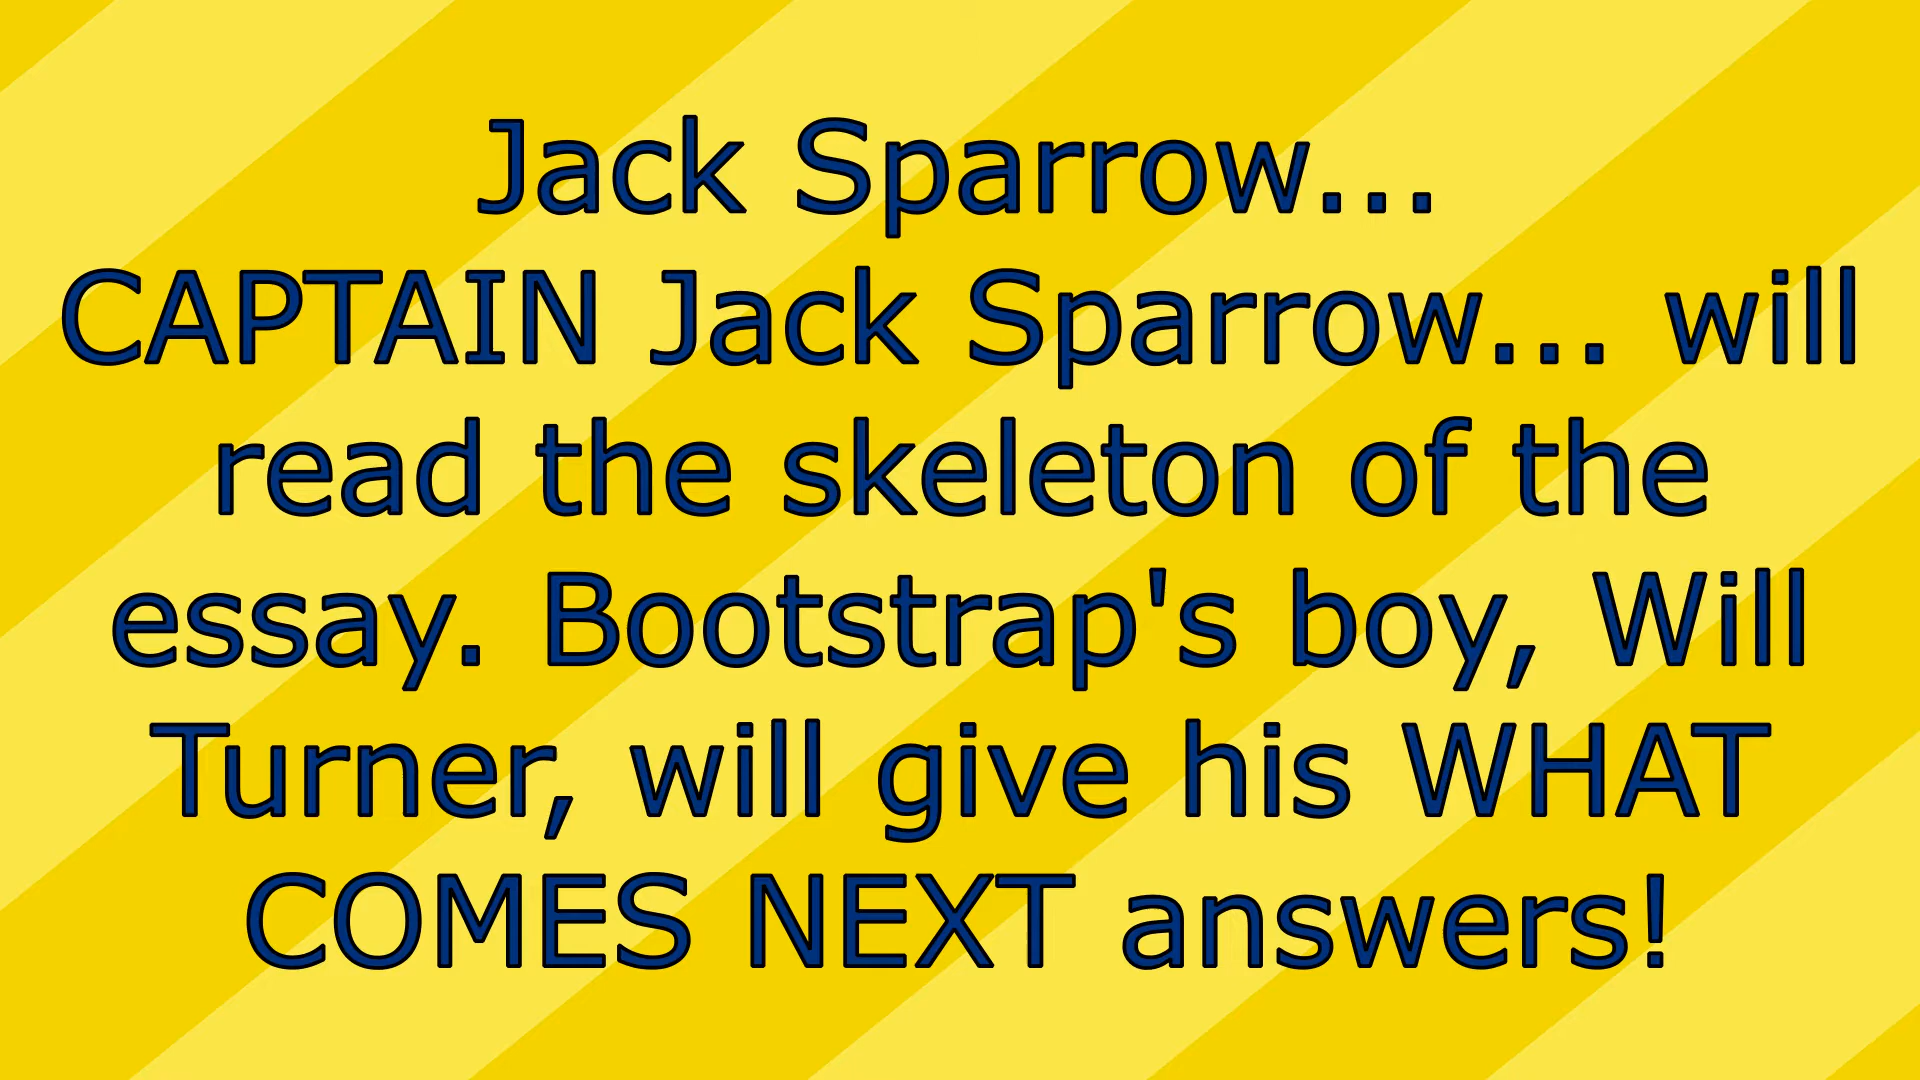 Jack Sparrow...
CAPTAIN Jack Sparrow... will
read the skeleton of the
essay. Bootstrap's boy, Will
Turner, will give his WHAT
COMES NEXT answers!